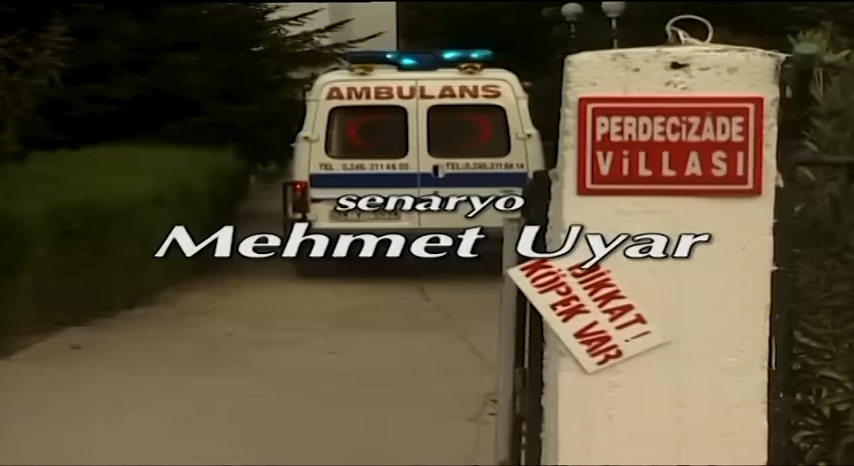 AMBULANS
PERDECİZADE
VİLLASI
senaryo
Mehmet Uyar
DİKKAT!
KÖPEK VAR